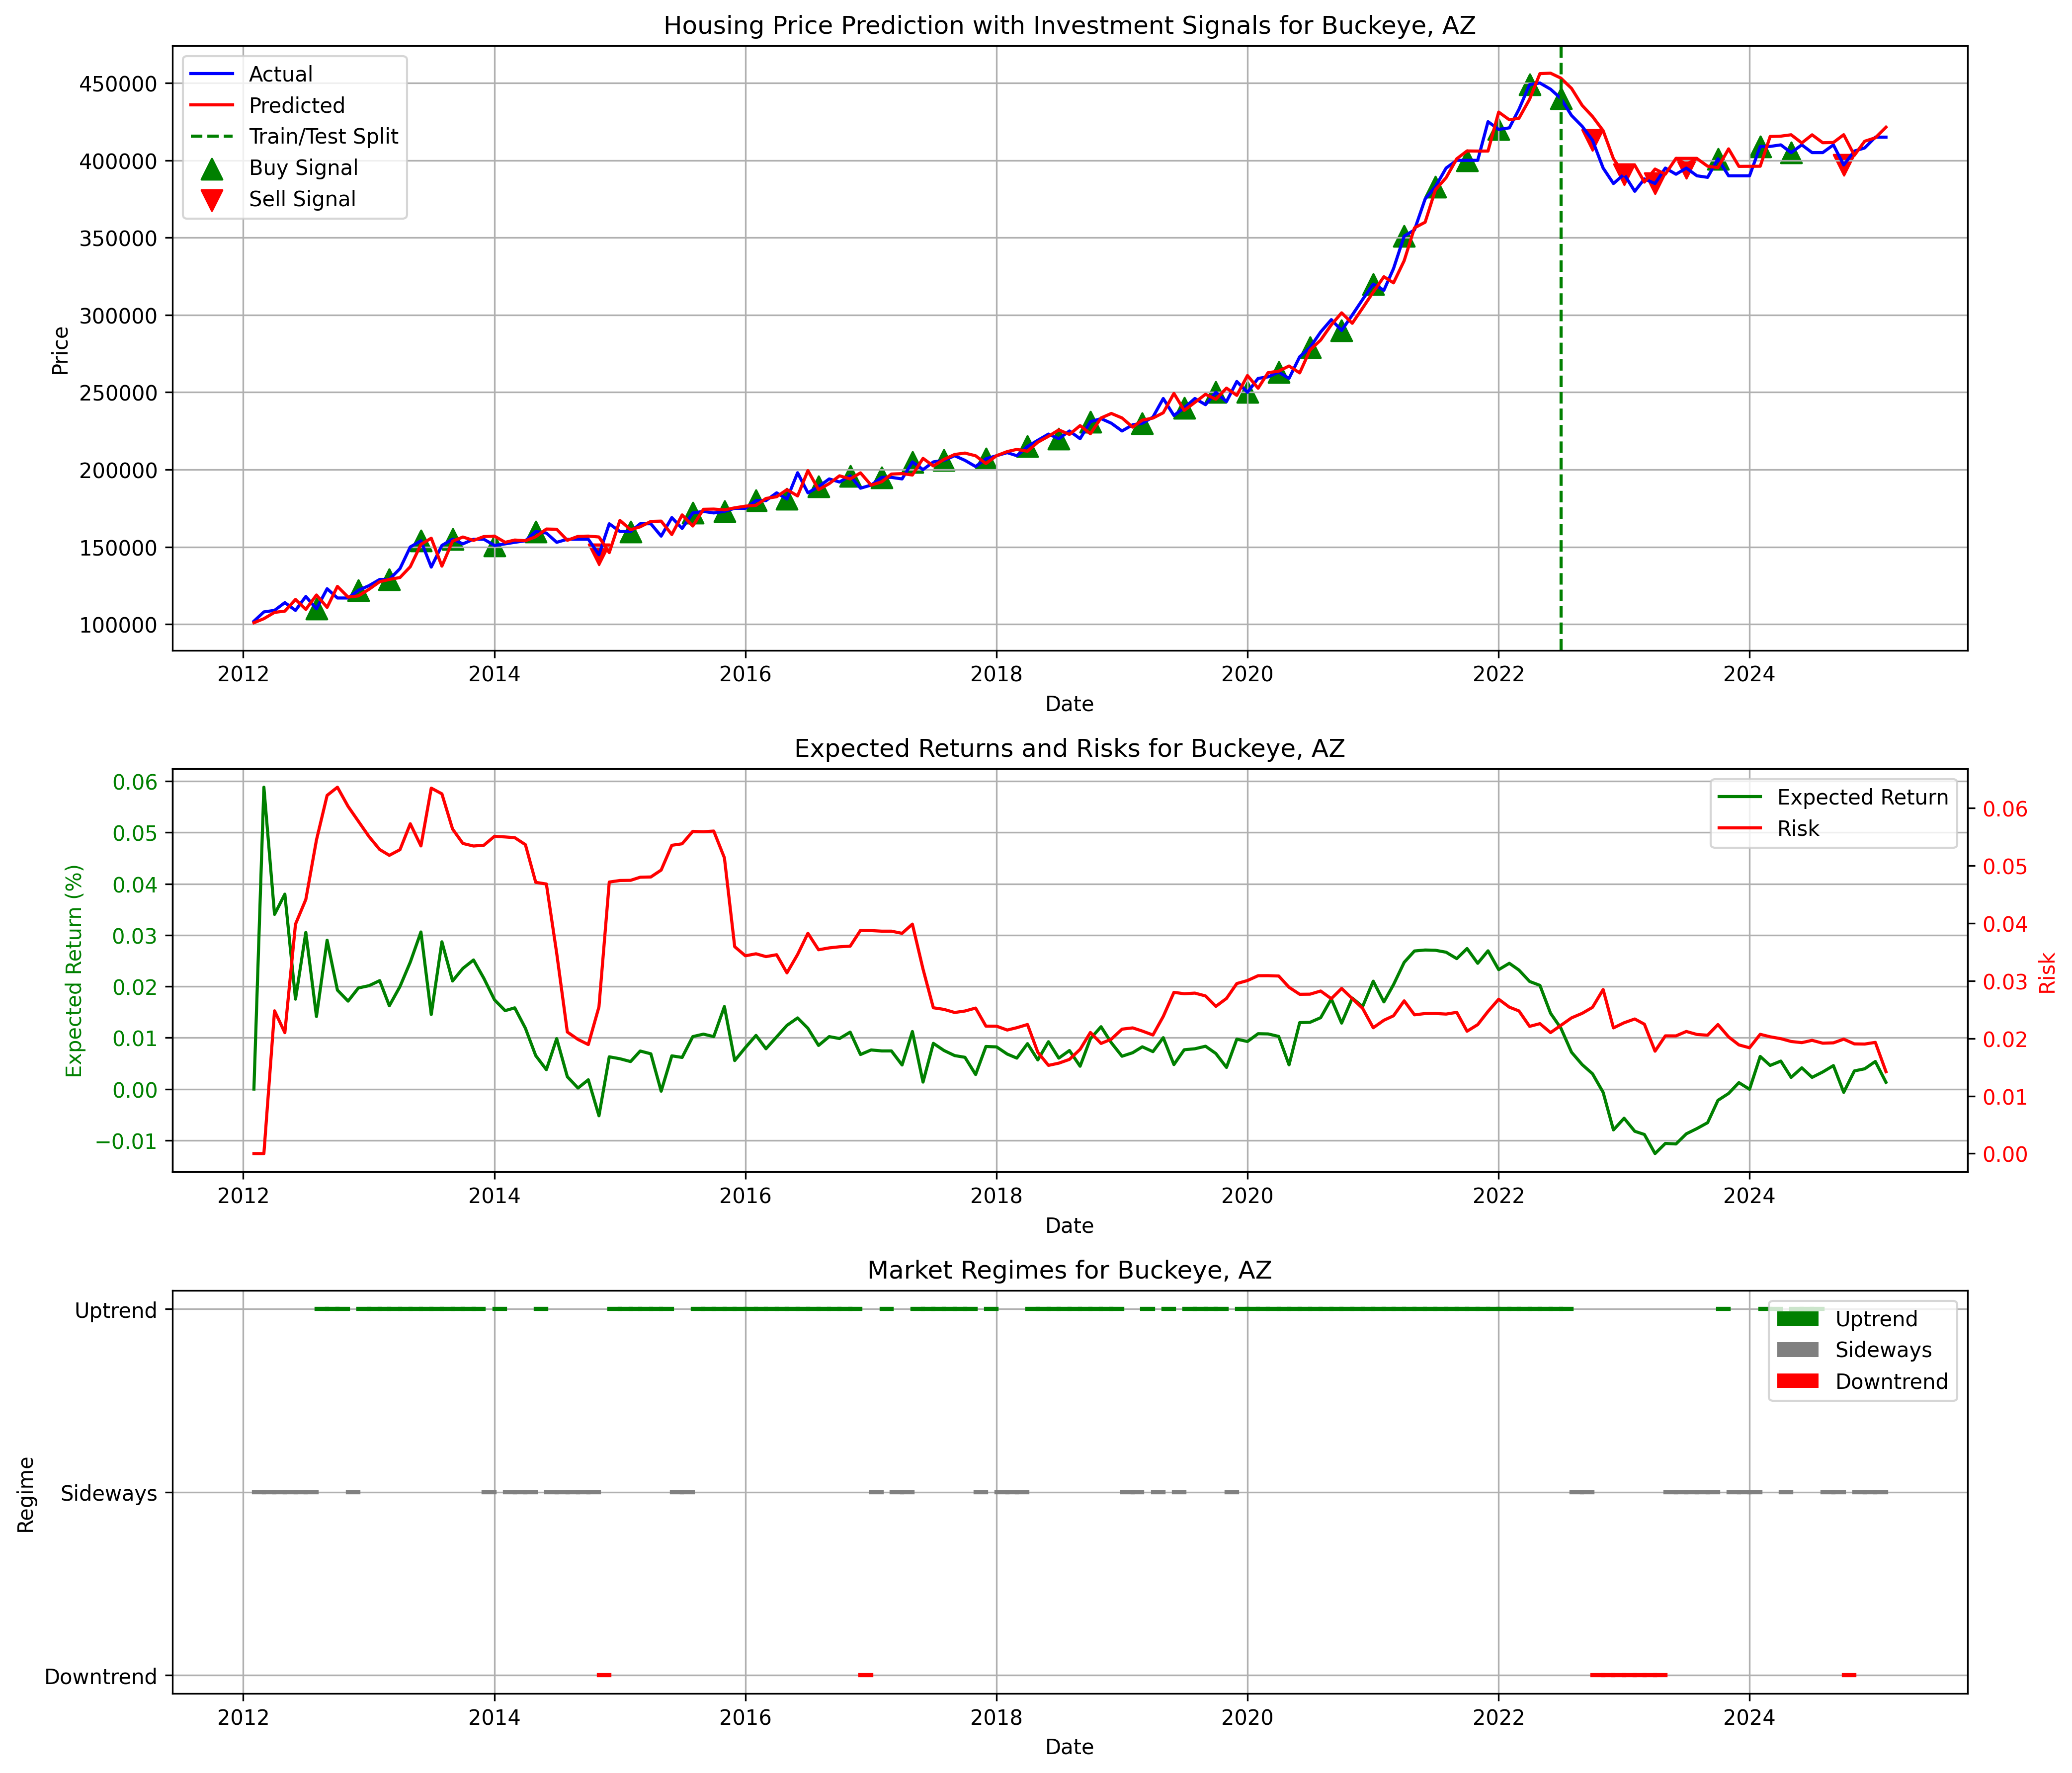 Housing Price Prediction with Investment Signals for Buckeye, AZ
Actual
Predicted
Train/Test Split
Buy Signal
Sell Signal
450000
400000
350000
300000
250000
200000
150000
100000
Price
2012 2014 2016 2018 2020 2022 2024
Date
Expected Returns and Risks for Buckeye, AZ
Expected Return
Risk
0.06
0.05
0.04
0.03
0.02
0.01
0.00
−0.01
Expected Return (%)
0.06
0.05
0.04
0.03
0.02
0.01
0.00
Risk
2012 2014 2016 2018 2020 2022 2024
Date
Market Regimes for Buckeye, AZ
Uptrend
Sideways
Downtrend
Regime
Uptrend
Sideways
Downtrend
2012 2014 2016 2018 2020 2022 2024
Date